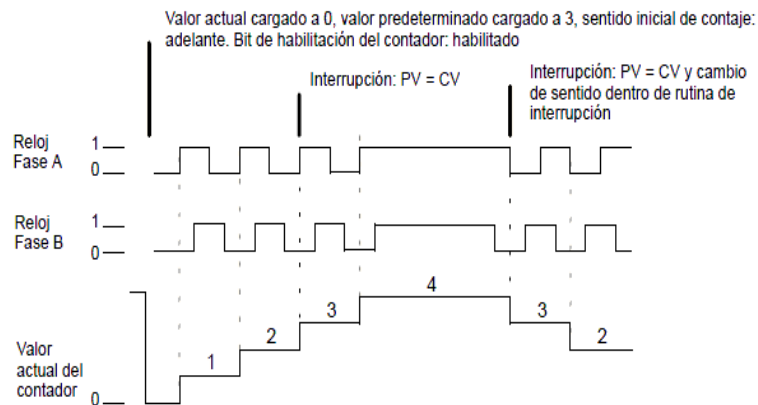 Valor actual cargado a 0, valor predeterminado cargado a 3, sentido inicial de contaje:
adelante. Bit de habilitación del contador: habilitado
Interrupción: PV = CV
Interrupción: PV = CV y cambio
de sentido dentro de rutina de
interrupción
Reloj
Fase A
1
0
Reloj
Fase B
1
0
Valor
actual del
contador
0
1
2
3
4
3
2